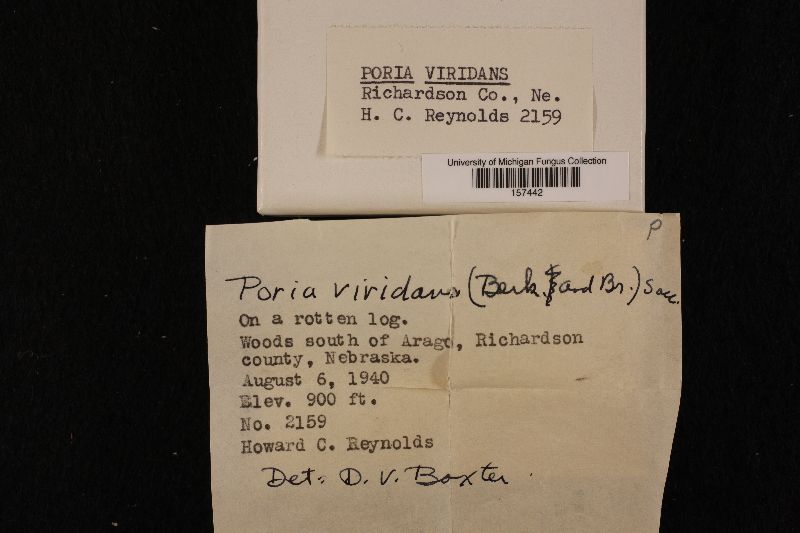 PORIA VIRIDANS
Richardson Co., Ne.
H. C. Reynolds 2159
University of Michigan Fungus Collection
157442
P
Poria viridans (Berk. and Br.) Sacc.
On a rotten log.
Woods south of Arago, Richardson
county, Nebraska.
August 6, 1940
Elev. 900 ft.
No. 2159
Howard C. Reynolds
Det. D. V. Baxter